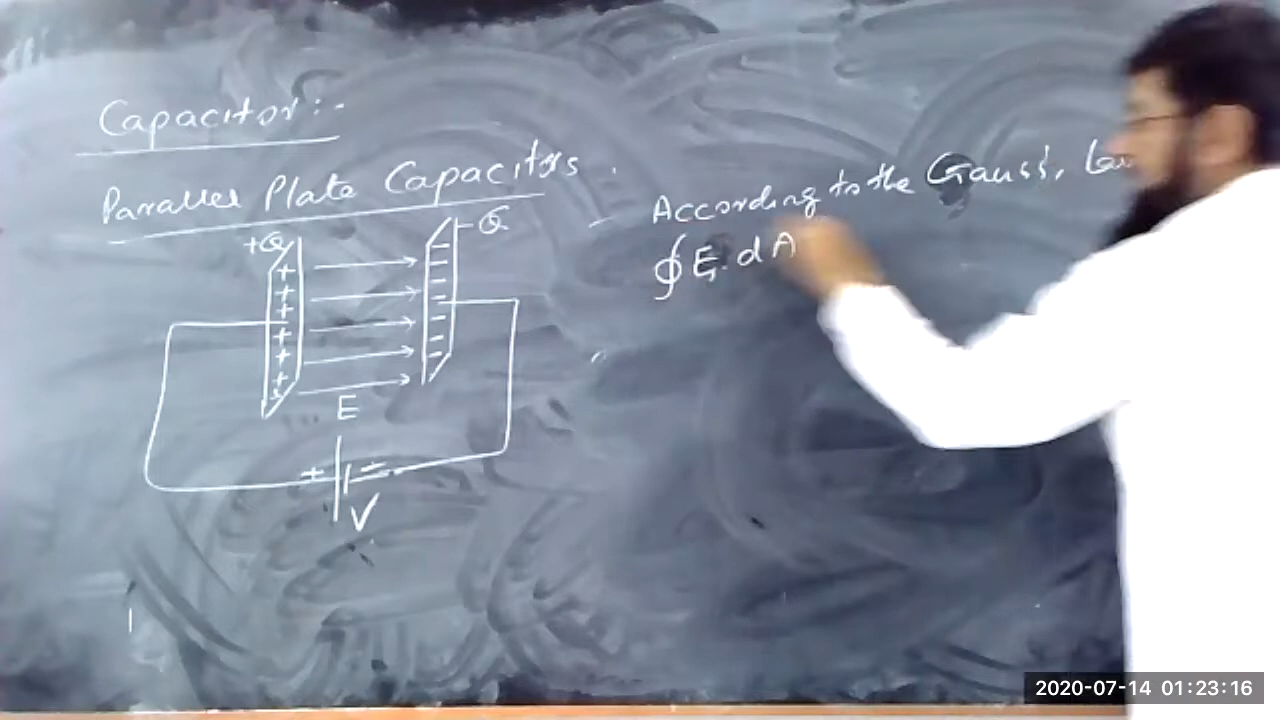 Capacitor:-
Parallel Plate Capacitors.
+Q
-Q
+
+
+
+
+
+
-
-
-
-
-
-
E
+
-
V
According to the Gauss's
∮ E. dA
2020-07-14 01:23:16